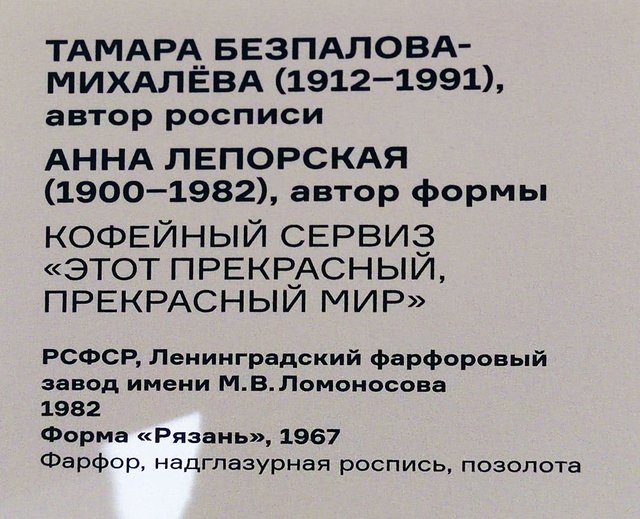 ТАМАРА БЕЗПАЛОВА-
МИХАЛЁВА (1912–1991),
автор росписи
АННА ЛЕПОРСКАЯ
(1900–1982), автор формы
КОФЕЙНЫЙ СЕРВИЗ
«ЭТОТ ПРЕКРАСНЫЙ,
ПРЕКРАСНЫЙ МИР»
РСФСР, Ленинградский фарфоровый
завод имени М.В.Ломоносова
1982
Форма «Рязань», 1967
Фарфор, надглазурная роспись, позолота